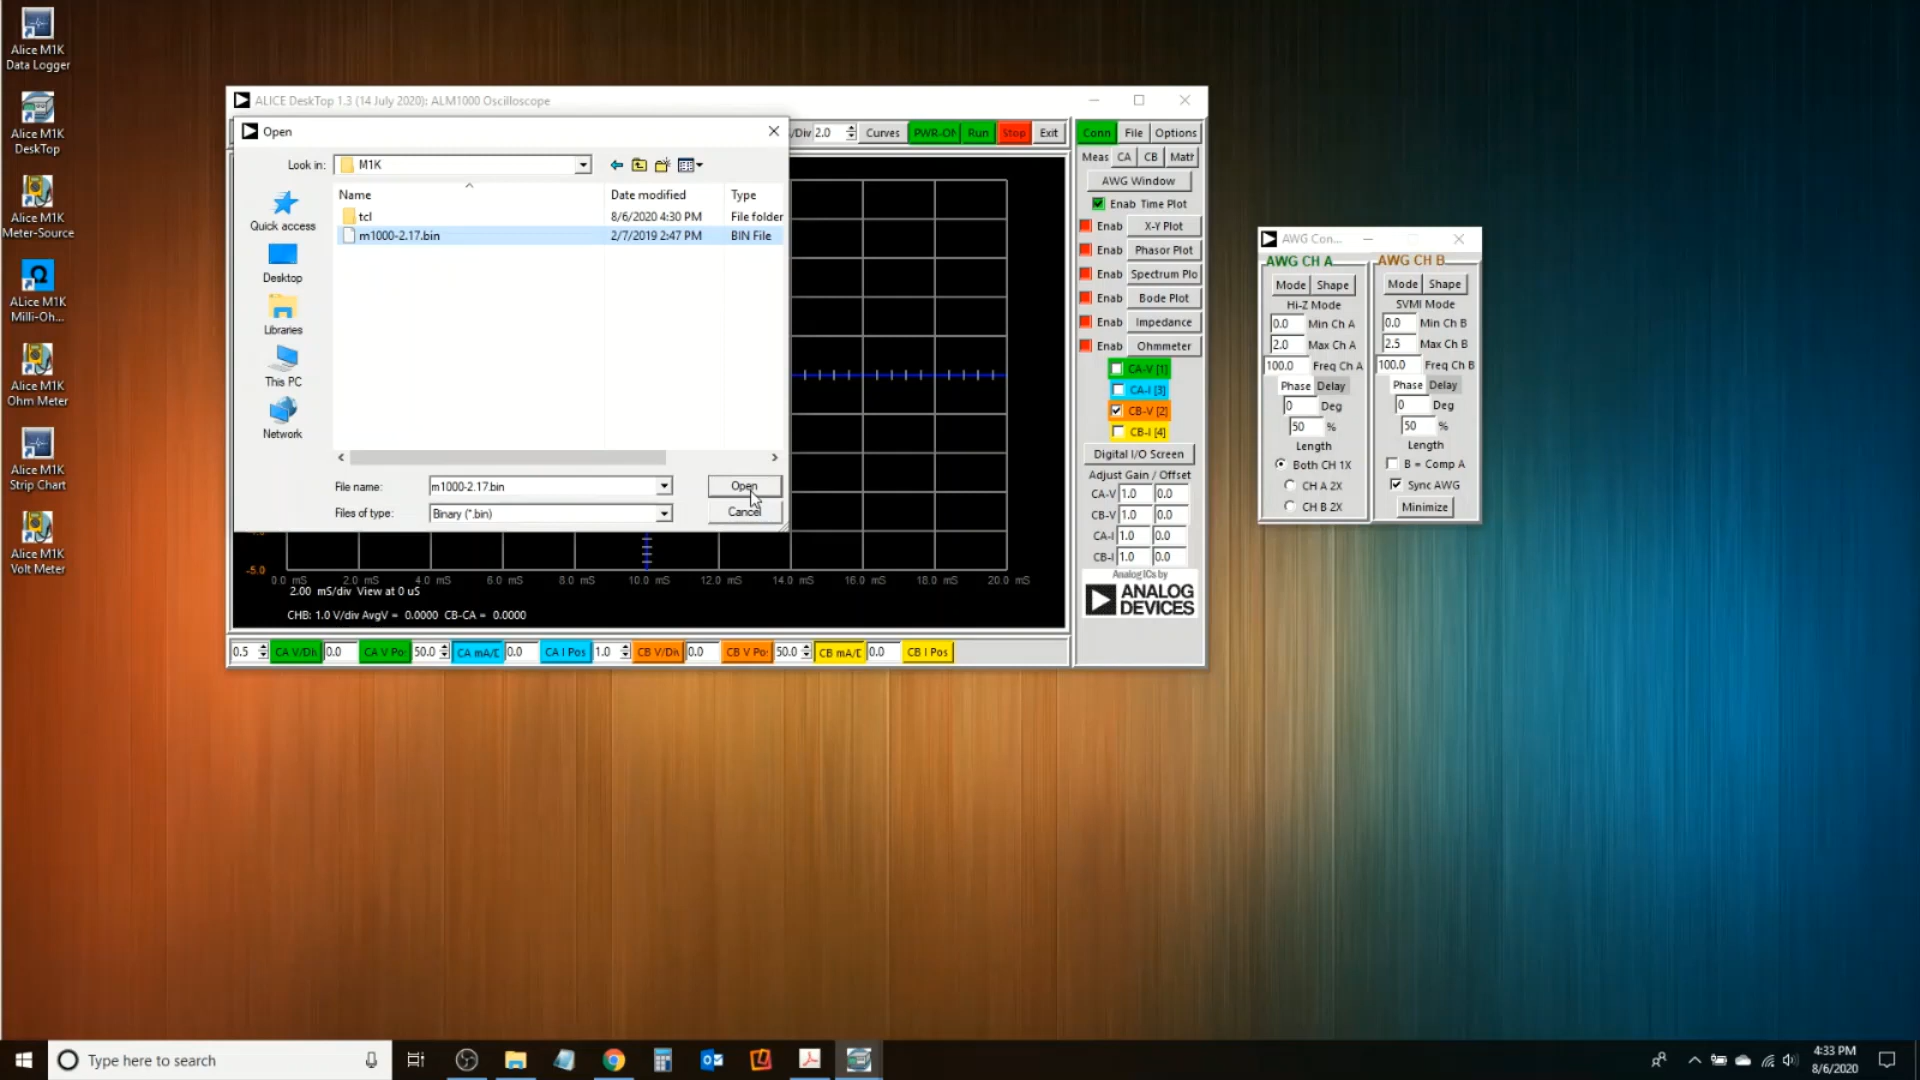 Alice M1K
Data Logger
Alice M1K
DeskTop
Alice M1K
Meter-Source
ALice M1K
Milli-Oh...
Alice M1K
Ohm Meter
Alice M1K
Strip Chart
Alice M1K
Volt Meter
ALICE DeskTop 1.3 (14 July 2020): ALM1000 Oscilloscope
Open
Look in: M1K
Name Date modified Type
tcl 8/6/2020 4:30 PM File folder
m1000-2.17.bin 2/7/2019 2:47 PM BIN File
Quick access
Desktop
Libraries
This PC
Network
File name: m1000-2.17.bin Open
Files of type: Binary (*.bin) Cancel
/Div 2.0 Curves PWR-ON Run Stop Exit
-5.0
0.0 mS 2.0 mS 4.0 mS 6.0 mS 8.0 mS 10.0 mS 12.0 mS 14.0 mS 16.0 mS 18.0 mS 20.0 mS
2.00 mS/div View at 0 uS
CHB: 1.0 V/div AvgV = 0.0000 CB-CA = 0.0000
0.5 CA V/Di 0.0 CA V Po: 50.0 CA mA/D 0.0 CA I Pos 1.0 CB V/Di 0.0 CB V Po: 50.0 CB mA/D 0.0 CB I Pos
Conn File Options
Meas CA CB Math
AWG Window
Enab Time Plot
Enab X-Y Plot
Enab Phasor Plot
Enab Spectrum Plo
Enab Bode Plot
Enab Impedance
Enab Ohmmeter
CA-V [1]
CA-I [3]
CB-V [2]
CB-I [4]
Digital I/O Screen
Adjust Gain / Offset
CA-V 1.0 0.0
CB-V 1.0 0.0
CA-I 1.0 0.0
CB-I 1.0 0.0
Analog ICs by
ANALOG
DEVICES
AWG Con...
AWG CH A
Mode Shape
Hi-Z Mode
0.0 Min Ch A
2.0 Max Ch A
100.0 Freq Ch A
Phase Delay
0 Deg
50 %
Length
Both CH 1X
CH A 2X
CH B 2X
AWG CH B
Mode Shape
SVMI Mode
0.0 Min Ch B
2.5 Max Ch B
100.0 Freq Ch B
Phase Delay
0 Deg
50 %
Length
B = Comp A
Sync AWG
Minimize
Type here to search
4:33 PM
8/6/2020